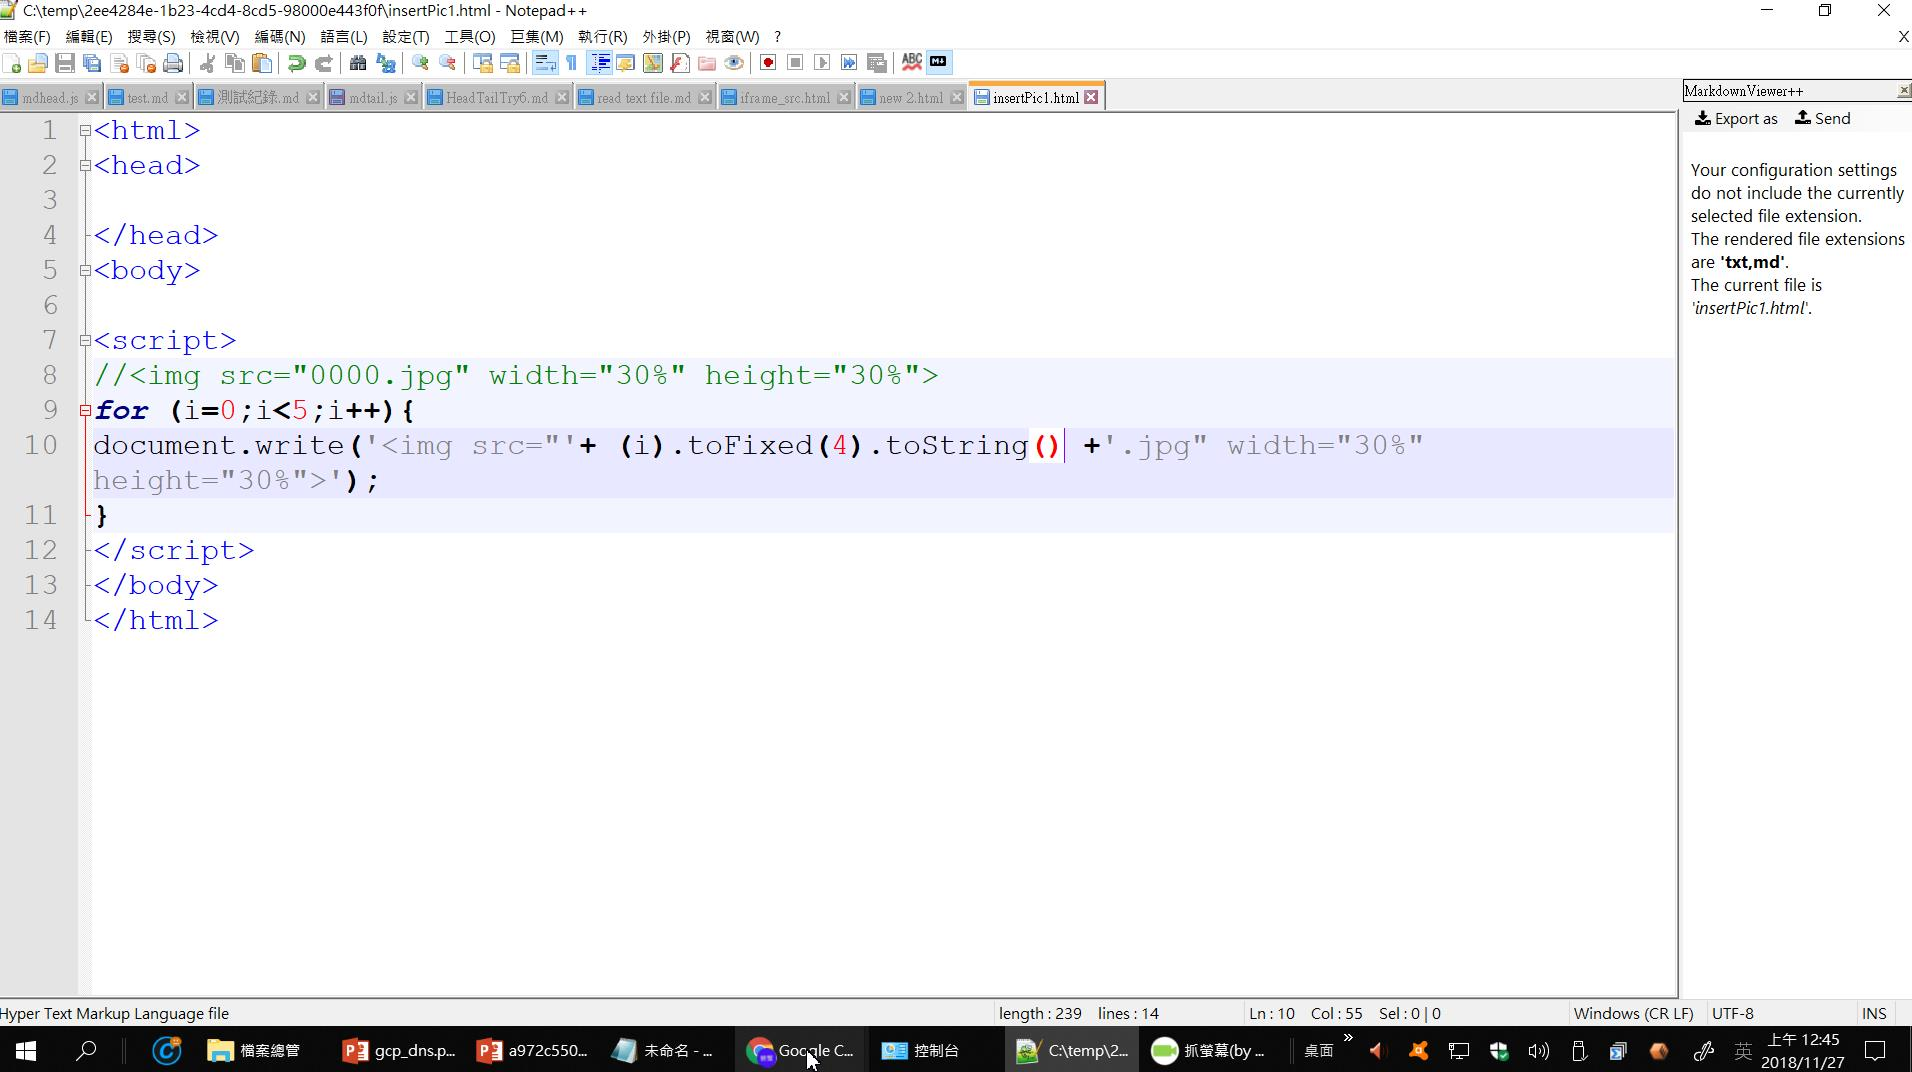 C:\temp\2ee4284e-1b23-4cd4-8cd5-98000e443f0f\insertPic1.html - Notepad++
檔案(F) 編輯(E) 搜尋(S) 檢視(V) 編碼(N) 語言(L) 設定(T) 工具(O) 巨集(M) 執行(R) 外掛(P) 視窗(W) ? X
ABC
mdhead.js test.md 測試紀錄.md mdtail.js HeadTailTry6.md read text file.md iframe_src.html new 2.html insertPic1.html
MarkdownViewer++
Export as Send
Your configuration settings
do not include the currently
selected file extension.
The rendered file extensions
are 'txt,md'.
The current file is
'insertPic1.html'.
1 <html>
2 <head>
3
4 </head>
5 <body>
6
7 <script>
8 //<img src="0000.jpg" width="30%" height="30%">
9 for (i=0;i<5;i++){
10 document.write('<img src="'+ (i).toFixed(4).toString() +'.jpg" width="30%"
height="30%">');
11 }
12 </script>
13 </body>
14 </html>
Hyper Text Markup Language file length : 239 lines : 14 Ln : 10 Col : 55 Sel : 0 | 0 Windows (CR LF) UTF-8 INS
檔案總管 gcp_dns.p... a972c550... 未命名 - ... Google C... 控制台 C:\temp\2... 抓螢幕(by ... 桌面 » 英 上午 12:45
2018/11/27